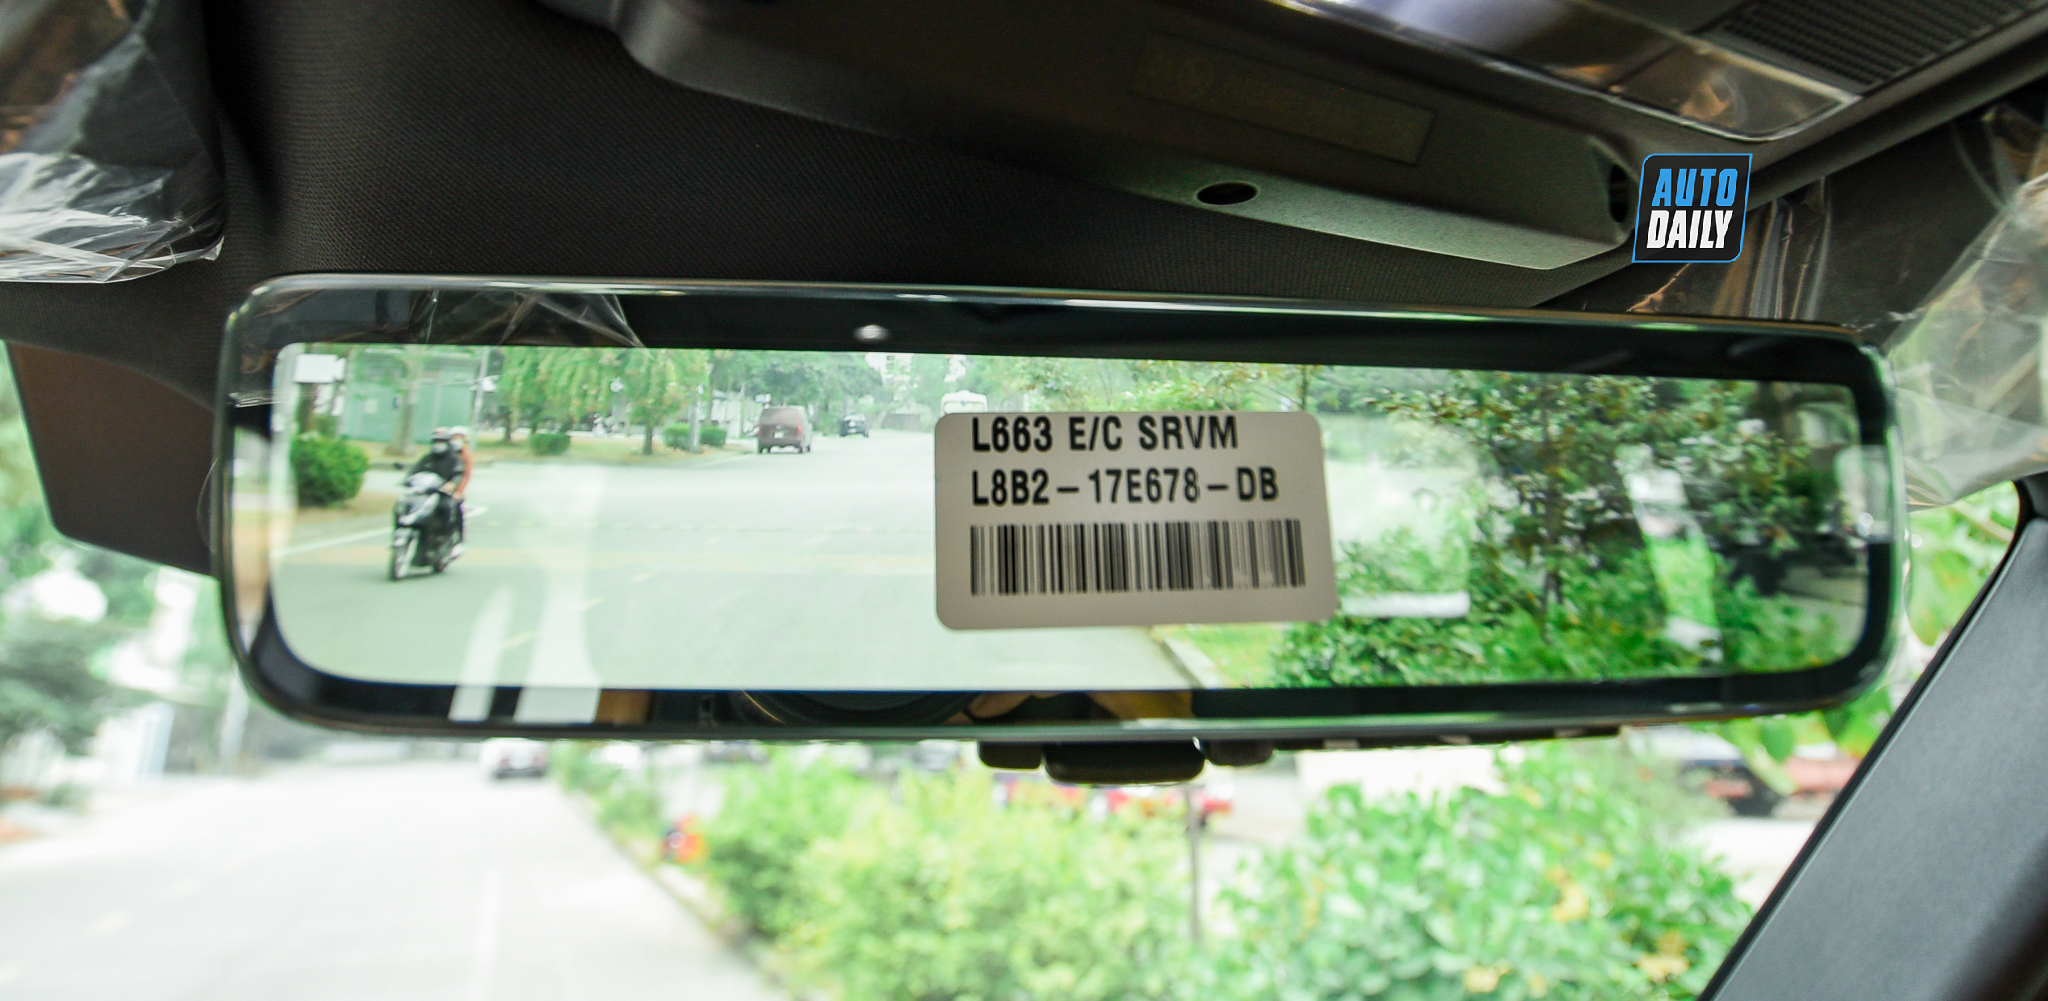 AUTO
DAILY
L663 E/C SRVM
L8B2-17E678-DB